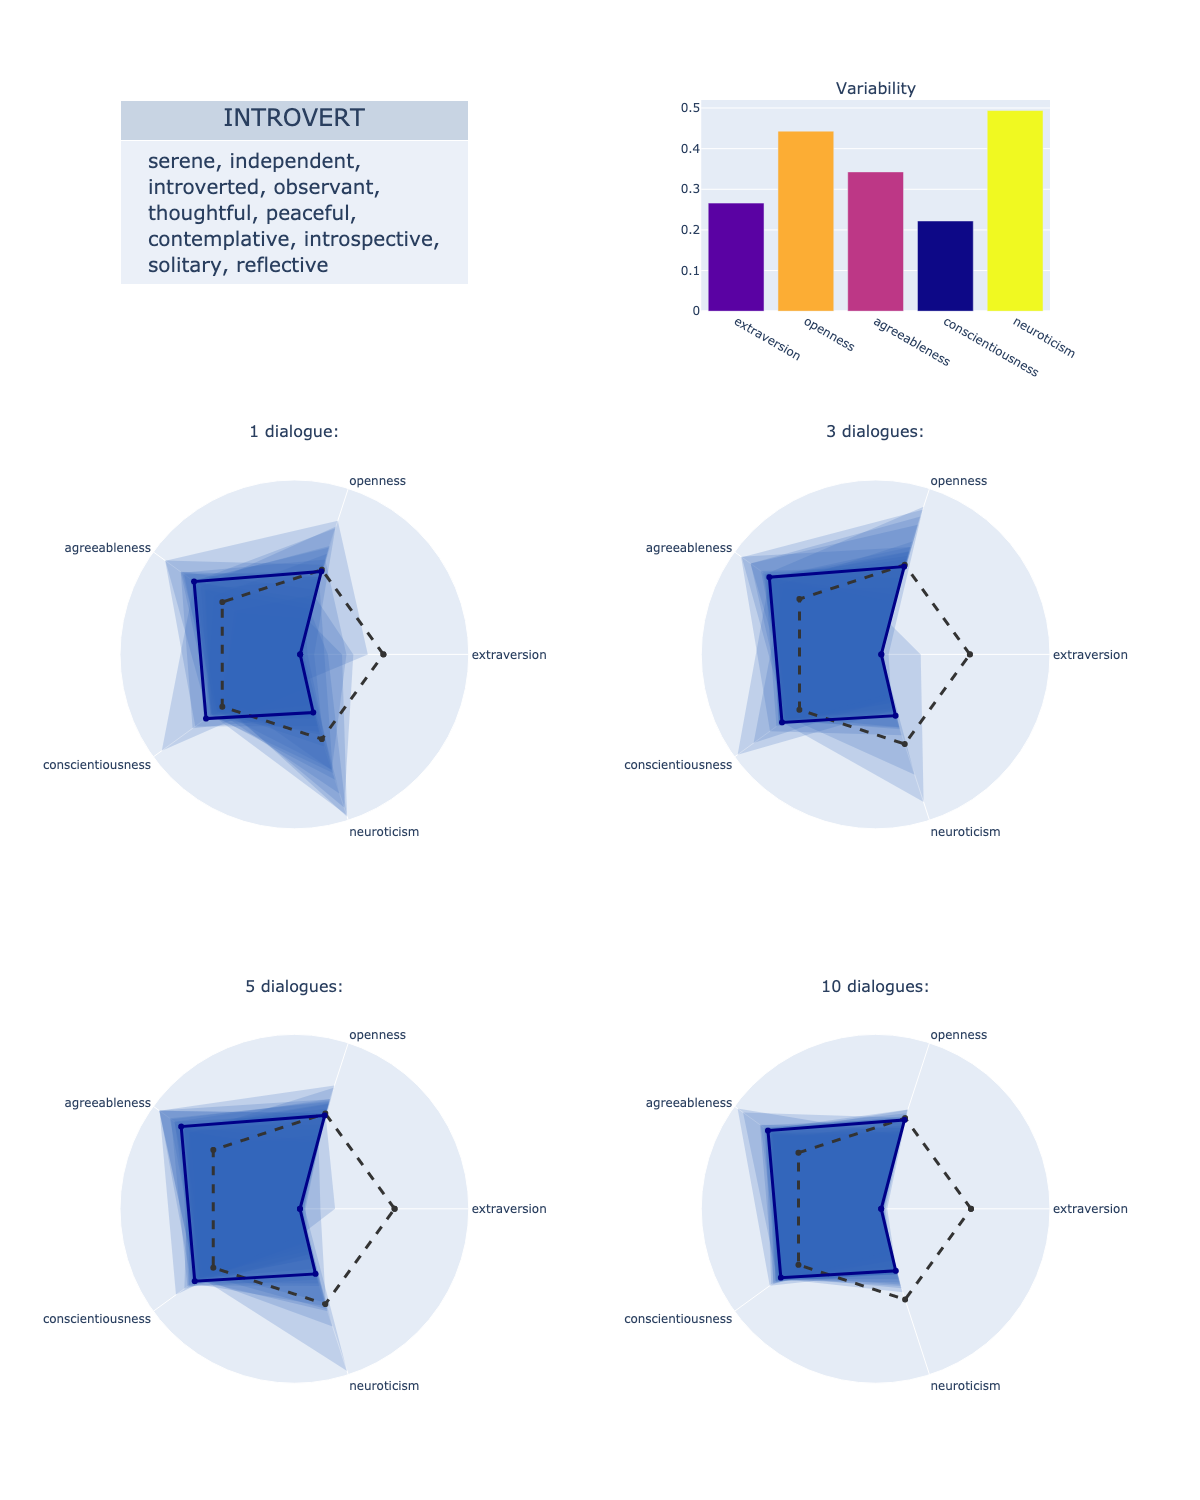 INTROVERT
serene, independent,
introverted, observant,
thoughtful, peaceful,
contemplative, introspective,
solitary, reflective
Variability
0.5
0.4
0.3
0.2
0.1
0
extraversion
openness
agreeableness
conscientiousness
neuroticism
1 dialogue:
openness
agreeableness
extraversion
conscientiousness
neuroticism
3 dialogues:
openness
agreeableness
extraversion
conscientiousness
neuroticism
5 dialogues:
openness
agreeableness
extraversion
conscientiousness
neuroticism
10 dialogues:
openness
agreeableness
extraversion
conscientiousness
neuroticism